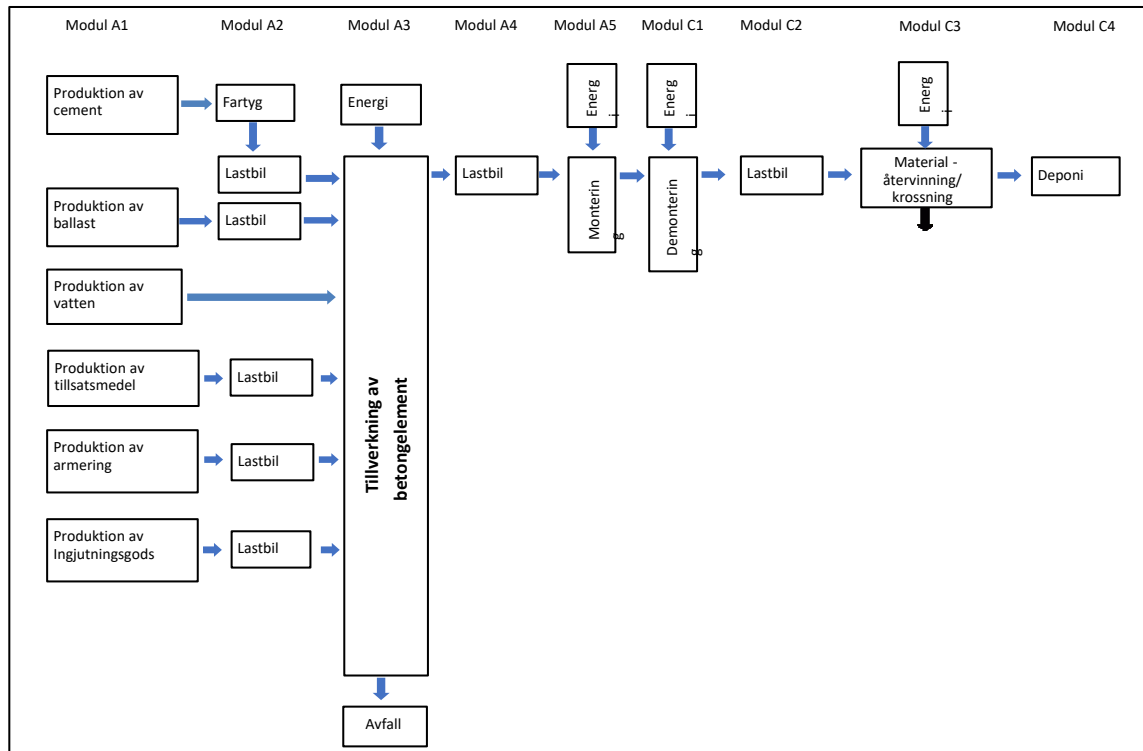 Modul A1
Modul A2
Modul A3
Modul A4
Modul A5
Modul C1
Modul C2
Modul C3
Modul C4
Produktion av
cement
Fartyg
Energi
Energ
i
Energ
i
Energ
i
Lastbil
Lastbil
Monterin
g
Demonterin
g
Lastbil
Material -
återvinning/
krossning
Deponi
Produktion av
ballast
Lastbil
Produktion av
vatten
Produktion av
tillsatsmedel
Lastbil
Tillverkning av
betongelement
Produktion av
armering
Lastbil
Produktion av
Ingjutningsgods
Lastbil
Avfall